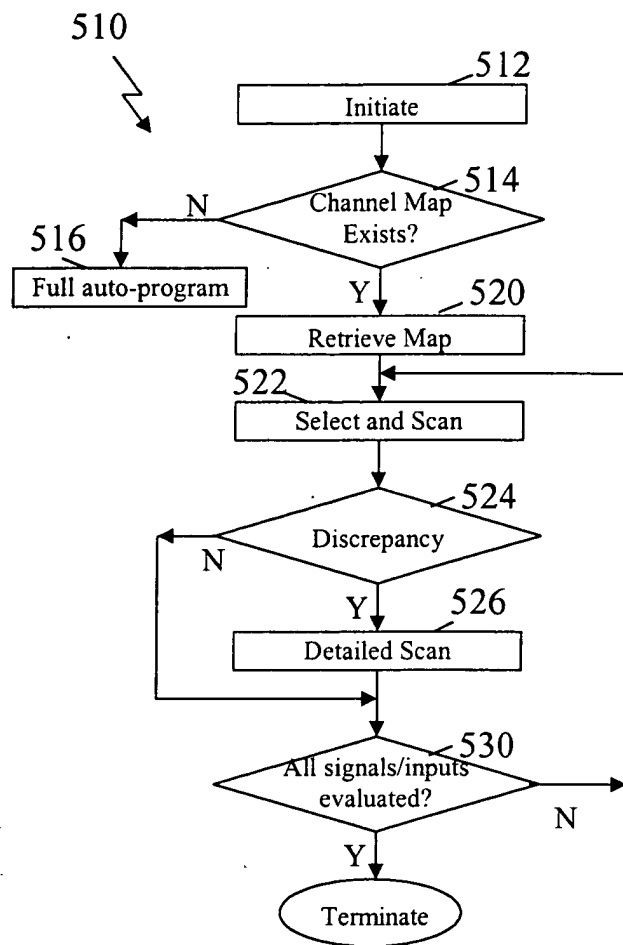 510
512
Initiate
514
Channel Map
Exists?
N
516
Full auto-program
Y
520
Retrieve Map
522
Select and Scan
524
Discrepancy
N
Y
526
Detailed Scan
530
All signals/inputs
evaluated?
N
Y
Terminate